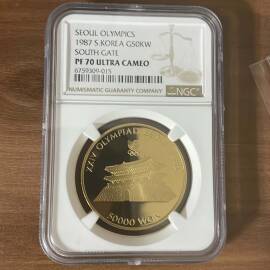 SEOUL OLYMPICS
1987 S.KOREA G50KW
SOUTH GATE
PF 70 ULTRA CAMEO
6759309-015
NUMISMATIC GUARANTY COMPANY
NGC
XXIV OLYMPIAD
50000 WON